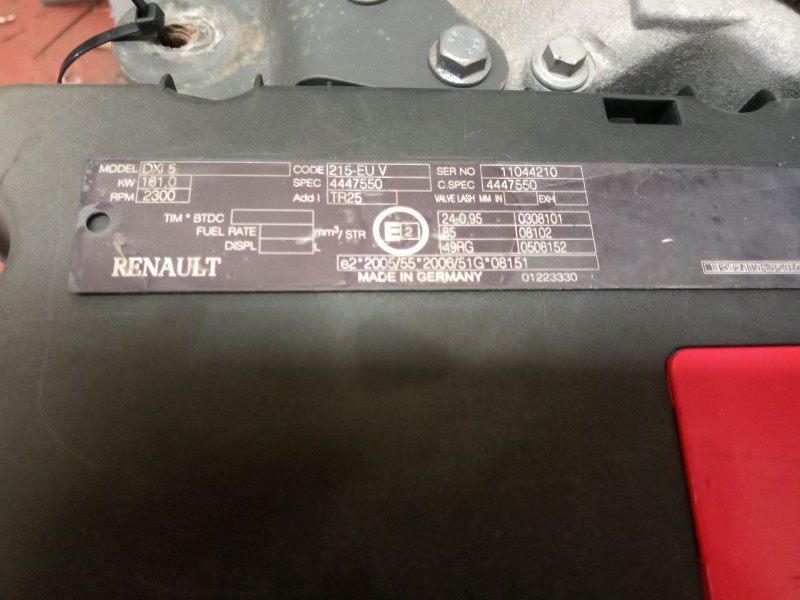 MODEL DXi 5 CODE 215-EU V SER NO 11044210
KW 161,0 SPEC 4447550 C.SPEC 4447550
RPM 2300 Add I TR25 VALVE LASH MM IN EXH
TIM ° BTDC E 2 24-0.95 0308101
FUEL RATE mm³/STR 85 08102
DISPL L 49RG 0506152
e2*2005/55*2006/51G*08151
RENAULT MADE IN GERMANY 01223330